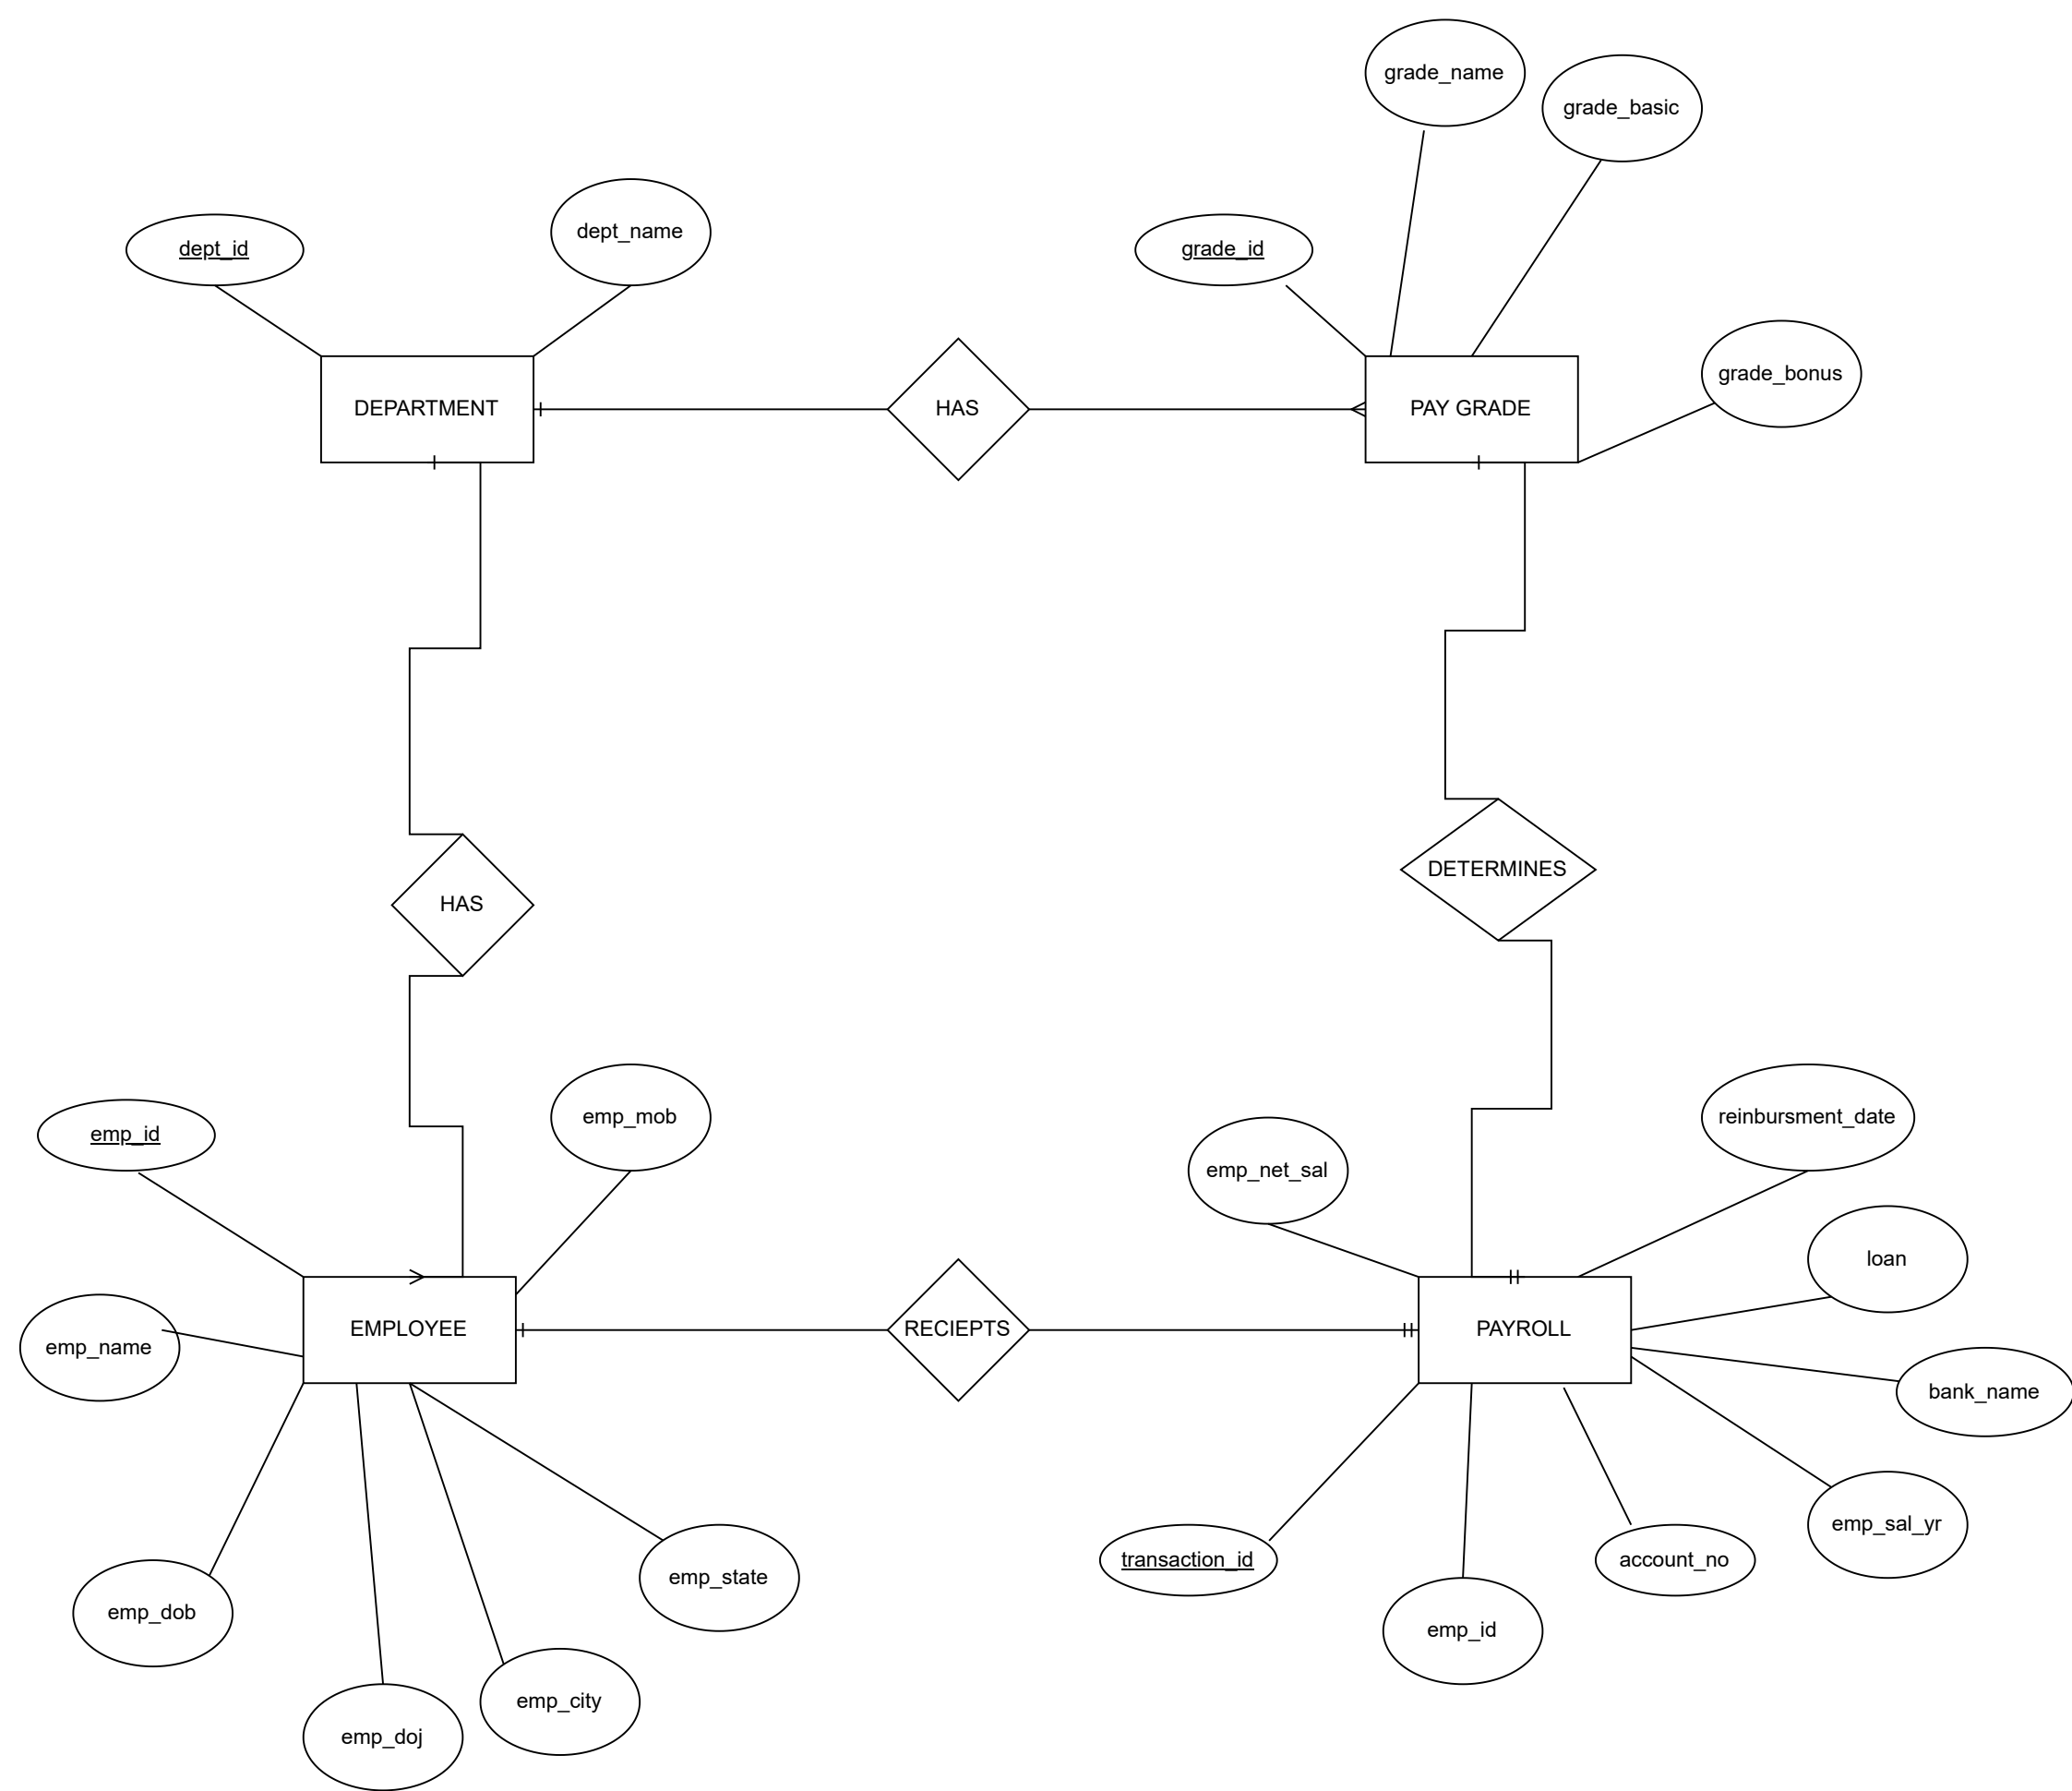 grade_name
grade_basic
dept_name
dept_id
grade_id
grade_bonus
DEPARTMENT
HAS
PAY GRADE
DETERMINES
HAS
emp_mob
reinbursment_date
emp_id
emp_net_sal
loan
EMPLOYEE
RECIEPTS
PAYROLL
emp_name
bank_name
emp_sal_yr
transaction_id
account_no
emp_state
emp_dob
emp_id
emp_city
emp_doj